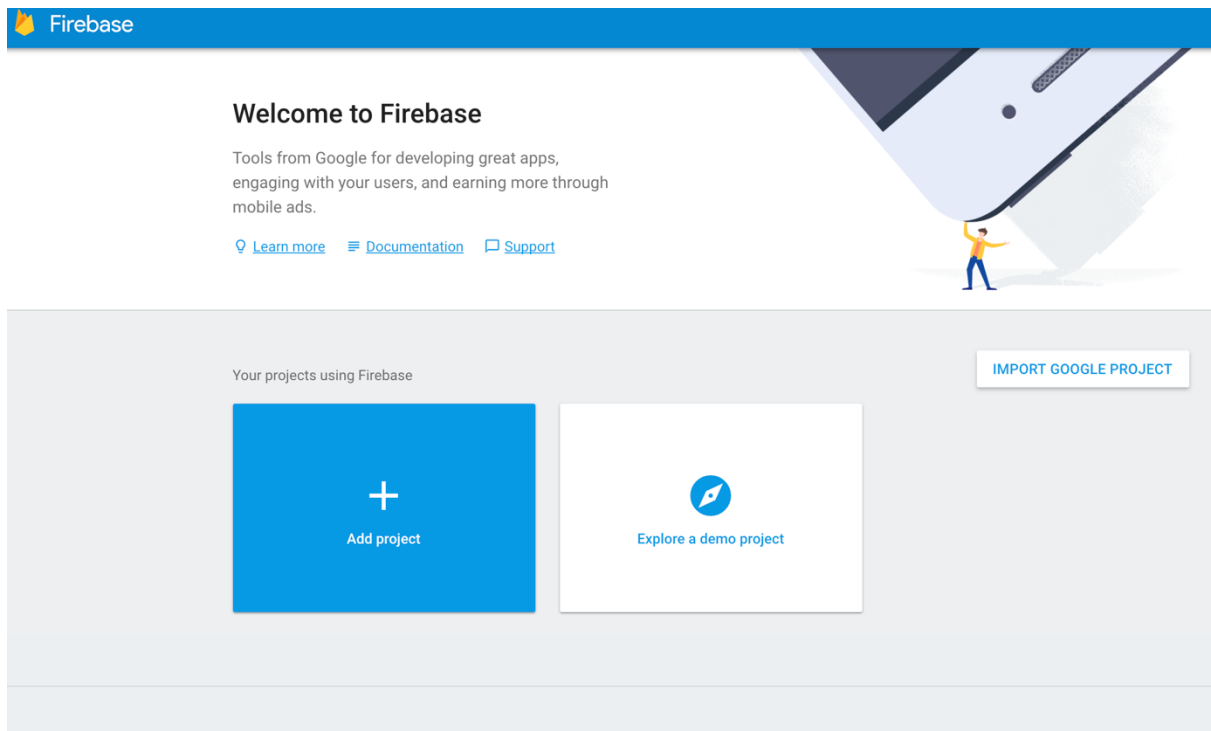 Firebase
Welcome to Firebase
Tools from Google for developing great apps,
engaging with your users, and earning more through
mobile ads.
Learn more Documentation Support
Your projects using Firebase
IMPORT GOOGLE PROJECT
Add project
Explore a demo project